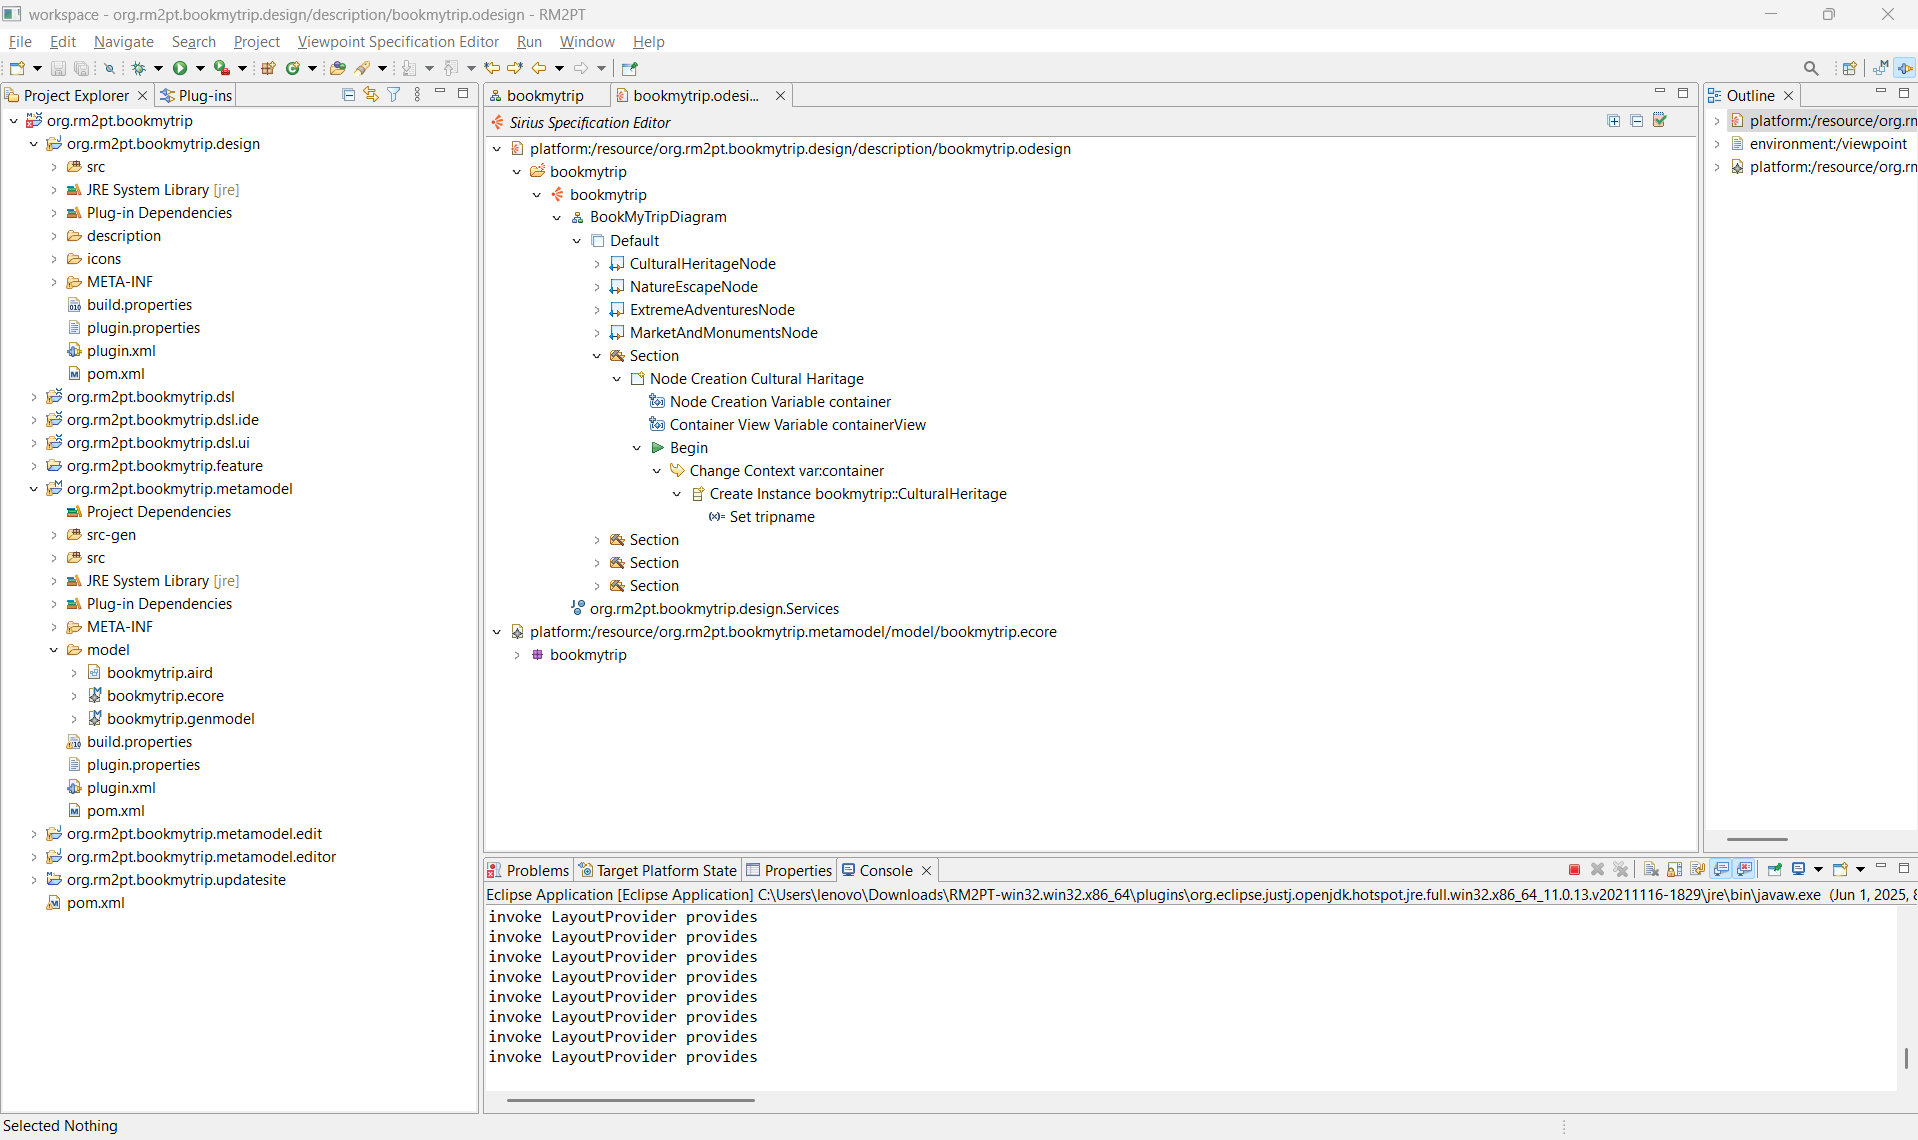 workspace - org.rm2pt.bookmytrip.design/description/bookmytrip.odesign - RM2PT
File Edit Navigate Search Project Viewpoint Specification Editor Run Window Help
Project Explorer
Plug-ins
org.rm2pt.bookmytrip
org.rm2pt.bookmytrip.design
src
JRE System Library [jre]
Plug-in Dependencies
description
icons
META-INF
build.properties
plugin.properties
plugin.xml
pom.xml
org.rm2pt.bookmytrip.dsl
org.rm2pt.bookmytrip.dsl.ide
org.rm2pt.bookmytrip.dsl.ui
org.rm2pt.bookmytrip.feature
org.rm2pt.bookmytrip.metamodel
Project Dependencies
src-gen
src
JRE System Library [jre]
Plug-in Dependencies
META-INF
model
bookmytrip.aird
bookmytrip.ecore
bookmytrip.genmodel
build.properties
plugin.properties
plugin.xml
pom.xml
org.rm2pt.bookmytrip.metamodel.edit
org.rm2pt.bookmytrip.metamodel.editor
org.rm2pt.bookmytrip.updatesite
pom.xml
bookmytrip
bookmytrip.odesi...
Sirius Specification Editor
platform:/resource/org.rm2pt.bookmytrip.design/description/bookmytrip.odesign
bookmytrip
bookmytrip
BookMyTripDiagram
Default
CulturalHeritageNode
NatureEscapeNode
ExtremeAdventuresNode
MarketAndMonumentsNode
Section
Node Creation Cultural Haritage
Node Creation Variable container
Container View Variable containerView
Begin
Change Context var:container
Create Instance bookmytrip::CulturalHeritage
Set tripname
Section
Section
Section
org.rm2pt.bookmytrip.design.Services
platform:/resource/org.rm2pt.bookmytrip.metamodel/model/bookmytrip.ecore
bookmytrip
Outline
platform:/resource/org.rn
environment:/viewpoint
platform:/resource/org.rn
Problems
Target Platform State
Properties
Console
Eclipse Application [Eclipse Application] C:\Users\lenovo\Downloads\RM2PT-win32.win32.x86_64\plugins\org.eclipse.justj.openjdk.hotspot.jre.full.win32.x86_64_11.0.13.v20211116-1829\jre\bin\javaw.exe (Jun 1, 2025, 8
invoke LayoutProvider provides
invoke LayoutProvider provides
invoke LayoutProvider provides
invoke LayoutProvider provides
invoke LayoutProvider provides
invoke LayoutProvider provides
invoke LayoutProvider provides
invoke LayoutProvider provides
Selected Nothing